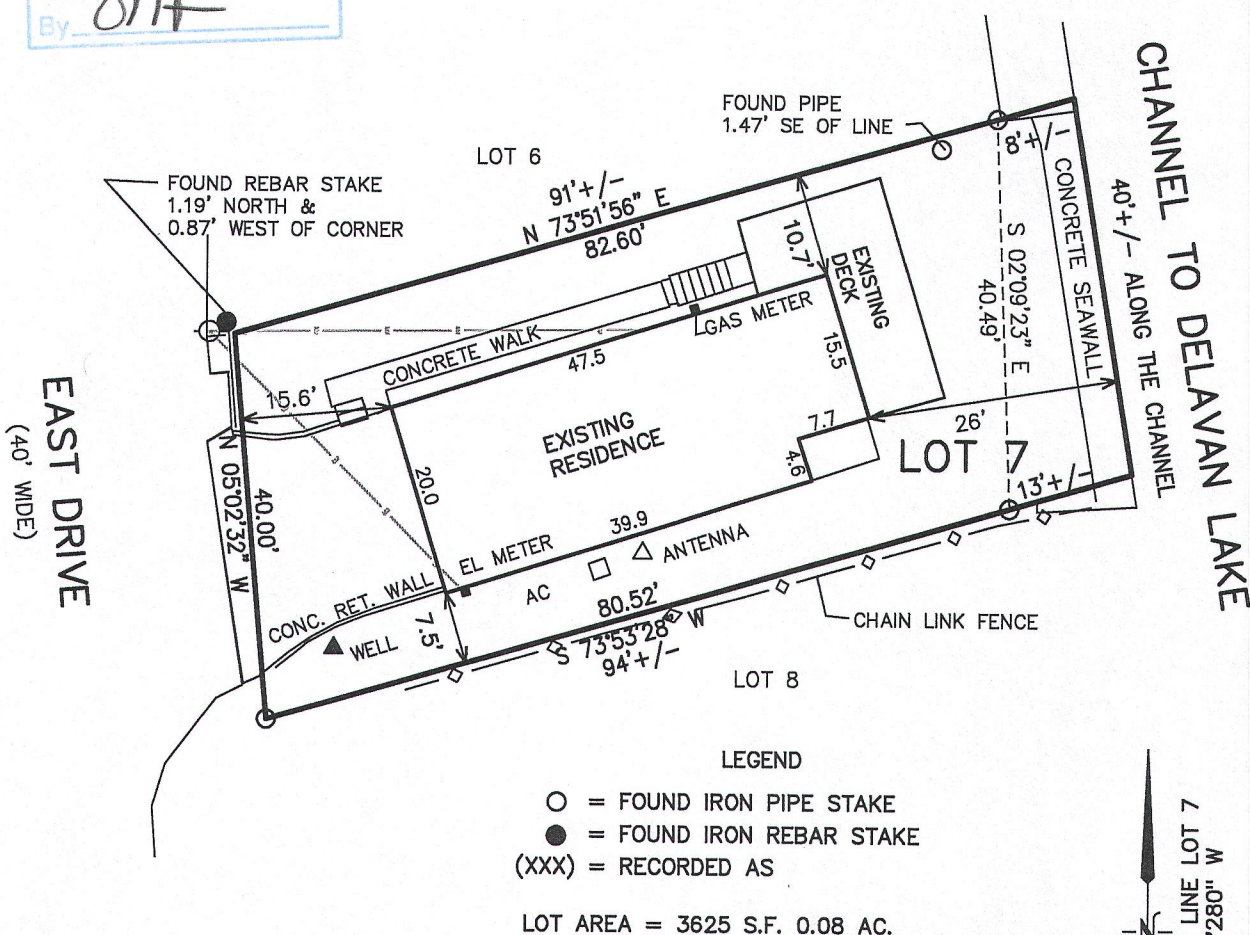 By
CHANNEL TO DELAVAN LAKE
FOUND PIPE
1.47' SE OF LINE
LOT 6
FOUND REBAR STAKE
1.19' NORTH &
0.87' WEST OF CORNER
91'+/-
N 73°51'56" E
82.60'
8'+/-
CONCRETE SEAWALL
40'+/- ALONG THE CHANNEL
S 02°09'23" E
40.49'
10.7'
EXISTING
DECK
GAS METER
CONCRETE WALK
47.5
15.5
15.6'
EXISTING
RESIDENCE
7.7
4.6
26'
LOT 7
13'+/-
EAST DRIVE
(40' WIDE)
N 05°02'32" W
40.00'
20.0
39.9
EL METER
ANTENNA
AC
CONC. RET. WALL
WELL
7.5'
80.52'
S 73°53'28" W
94'+/-
CHAIN LINK FENCE
LOT 8
LEGEND
= FOUND IRON PIPE STAKE
= FOUND IRON REBAR STAKE
(XXX) = RECORDED AS
LOT AREA = 3625 S.F. 0.08 AC.
LINE LOT 7
'280" W
N